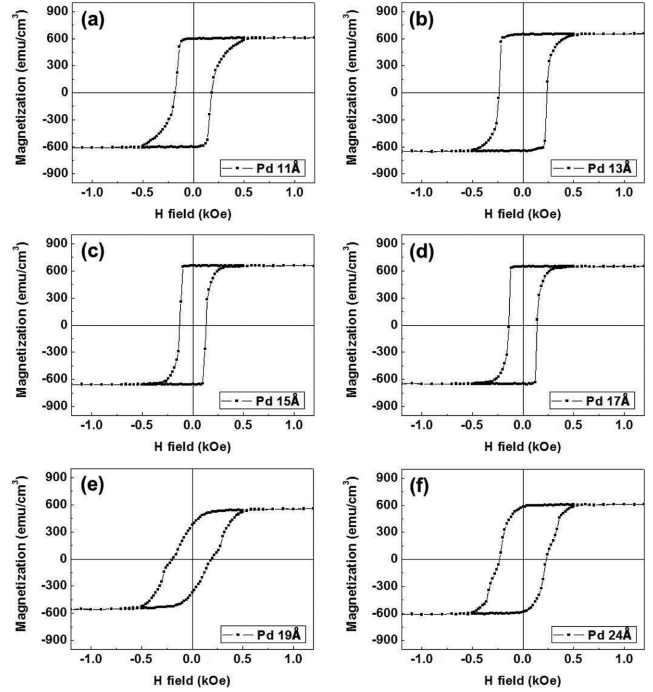 (a)
Magnetization (emu/cm³)
900
600
300
0
-300
-600
-900
Pd 11Å
-1.0 -0.5 0.0 0.5 1.0
H field (kOe)
(b)
Magnetization (emu/cm³)
900
600
300
0
-300
-600
-900
Pd 13Å
-1.0 -0.5 0.0 0.5 1.0
H field (kOe)
(c)
Magnetization (emu/cm³)
900
600
300
0
-300
-600
-900
Pd 15Å
-1.0 -0.5 0.0 0.5 1.0
H field (kOe)
(d)
Magnetization (emu/cm³)
900
600
300
0
-300
-600
-900
Pd 17Å
-1.0 -0.5 0.0 0.5 1.0
H field (kOe)
(e)
Magnetization (emu/cm³)
900
600
300
0
-300
-600
-900
Pd 19Å
-1.0 -0.5 0.0 0.5 1.0
H field (kOe)
(f)
Magnetization (emu/cm³)
900
600
300
0
-300
-600
-900
Pd 24Å
-1.0 -0.5 0.0 0.5 1.0
H field (kOe)